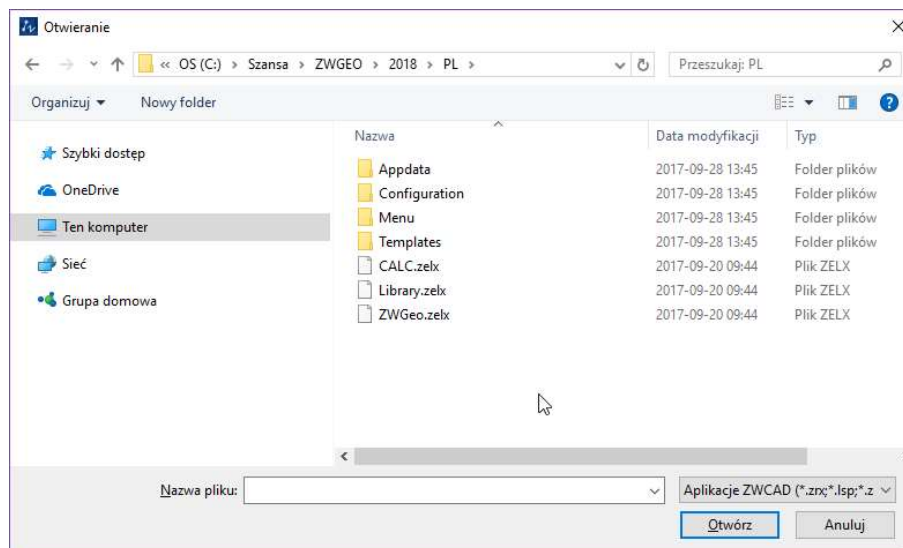 Otwieranie
« OS (C:) › Szansa › ZWGEO › 2018 › PL ›
Przeszukaj: PL
Organizuj
Nowy folder
Nazwa
Data modyfikacji
Typ
Szybki dostęp
OneDrive
Ten komputer
Sieć
Grupa domowa
Appdata 2017-09-28 13:45 Folder plików
Configuration 2017-09-28 13:45 Folder plików
Menu 2017-09-28 13:45 Folder plików
Templates 2017-09-28 13:45 Folder plików
CALC.zelx 2017-09-20 09:44 Plik ZELX
Library.zelx 2017-09-20 09:44 Plik ZELX
ZWGeo.zelx 2017-09-20 09:44 Plik ZELX
Nazwa pliku:
Aplikacje ZWCAD (*.zrx;*.lsp;*.z
Otwórz
Anuluj